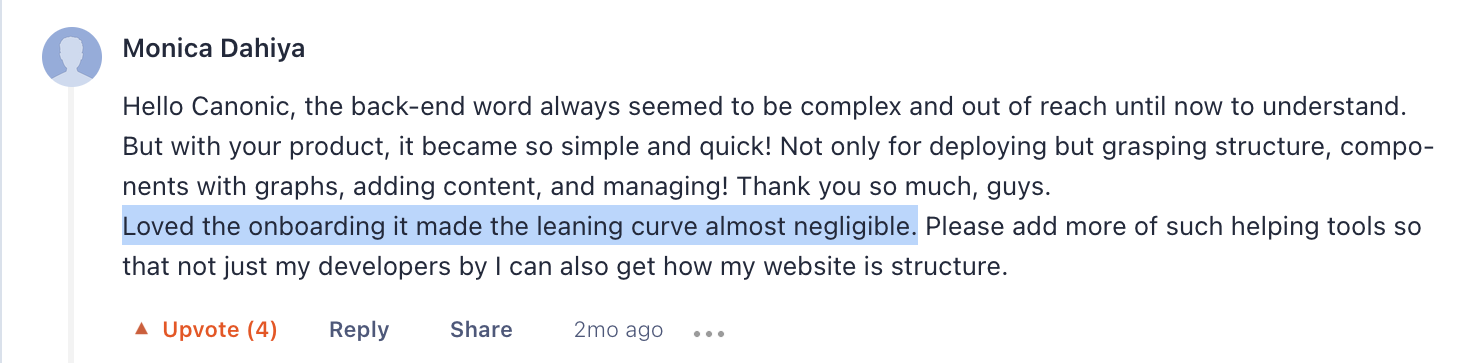 Monica Dahiya
Hello Canonic, the back-end word always seemed to be complex and out of reach until now to understand.
But with your product, it became so simple and quick! Not only for deploying but grasping structure, compo-
nents with graphs, adding content, and managing! Thank you so much, guys.
Loved the onboarding it made the leaning curve almost negligible. Please add more of such helping tools so
that not just my developers by I can also get how my website is structure.
▲ Upvote (4) Reply Share 2mo ago •••